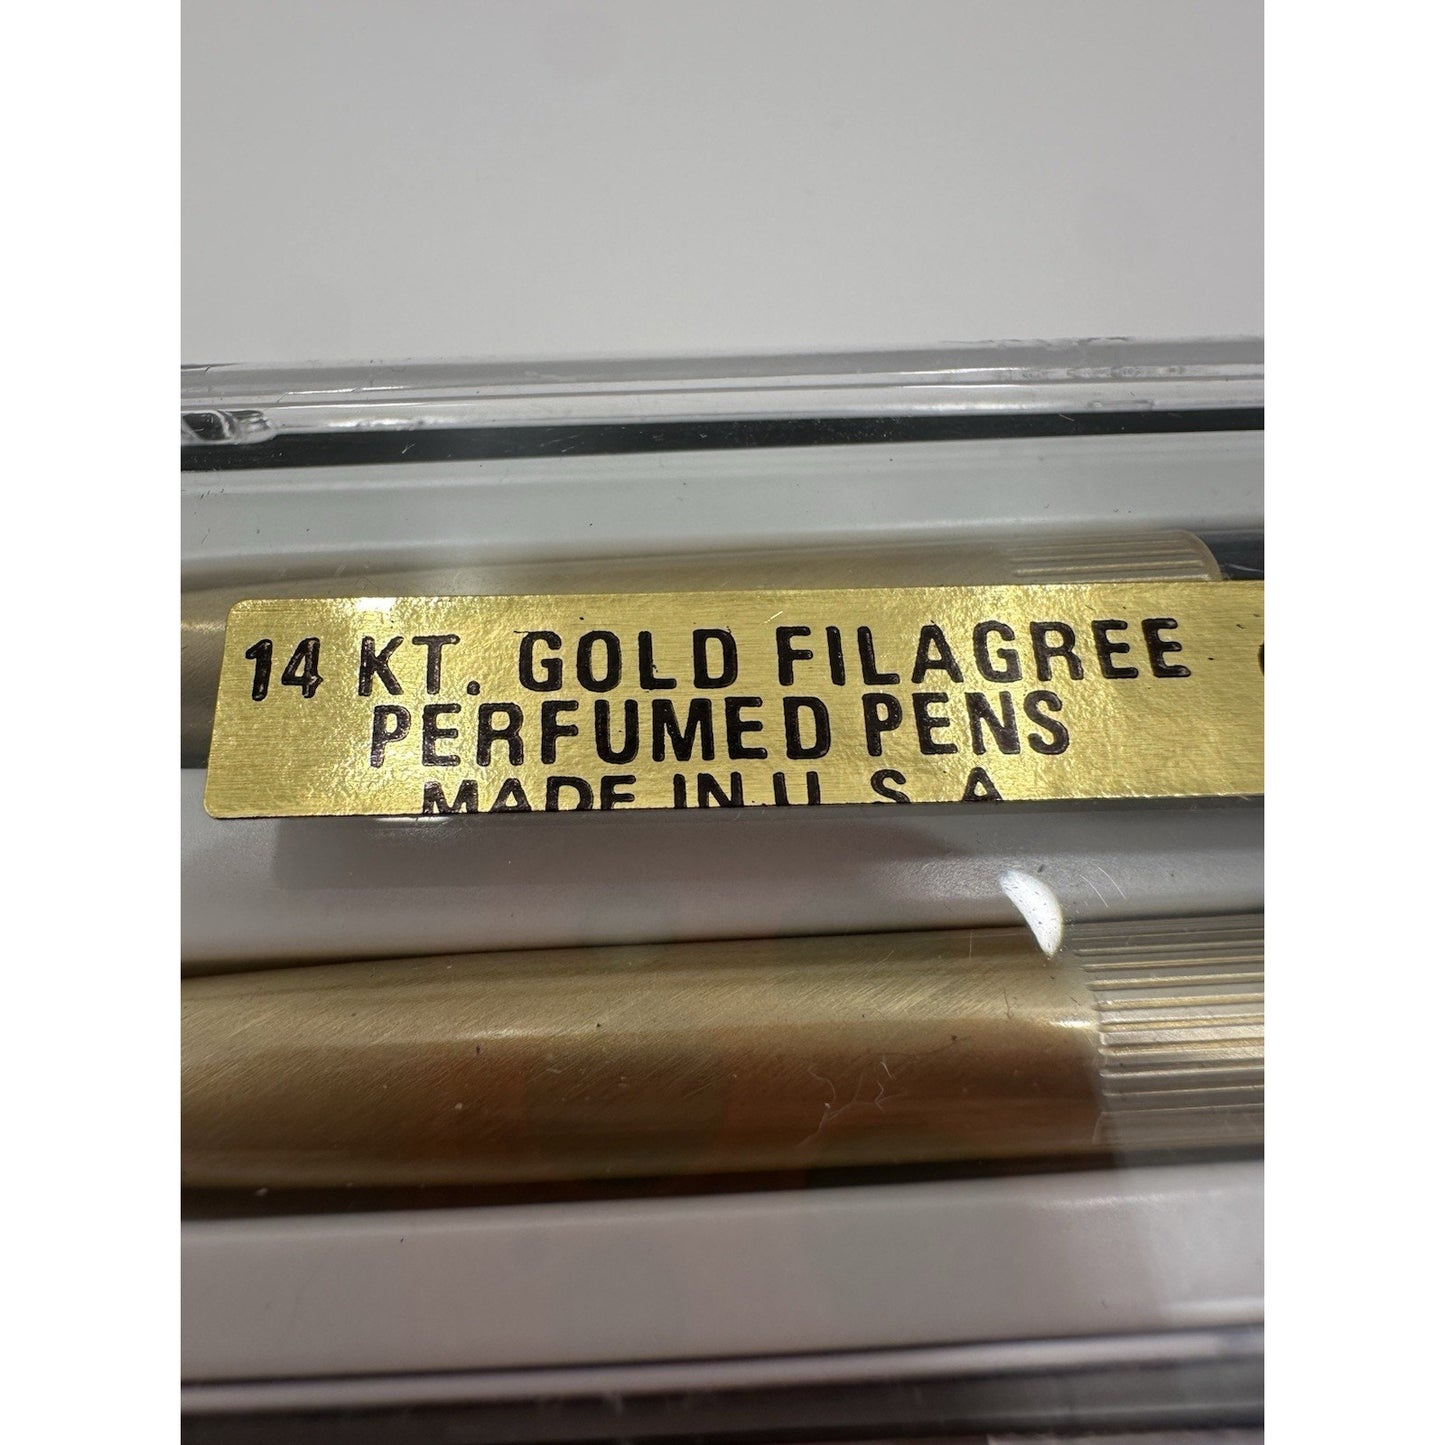 14 KT. GOLD FILAGREE
PERFUMED PENS
MADE IN U.S.A